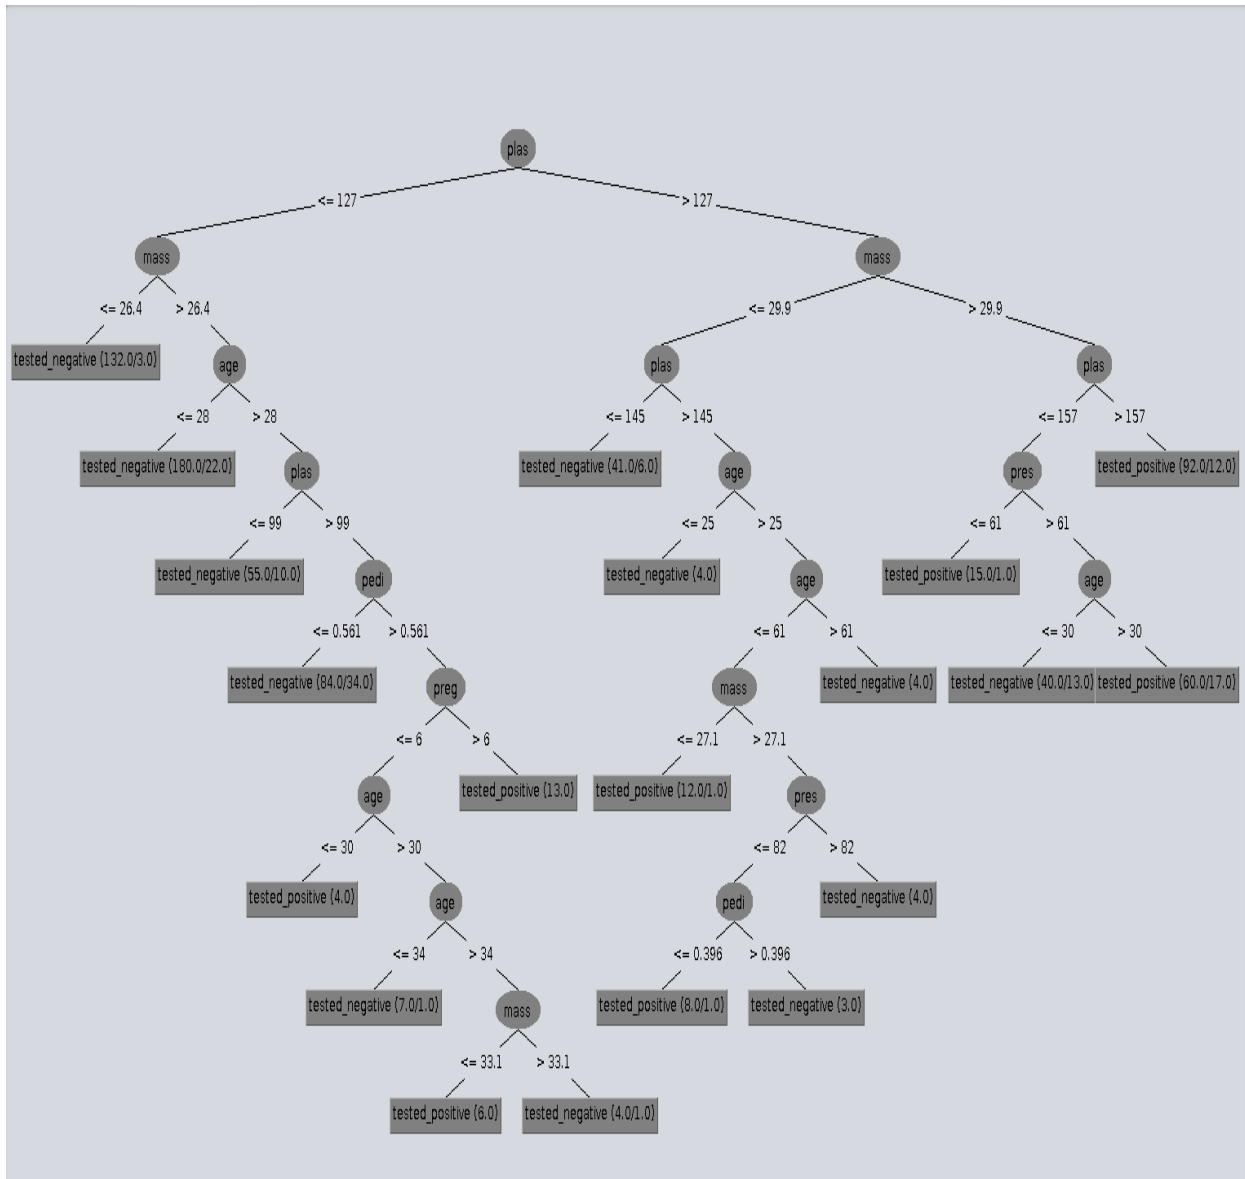 plas
<= 127
> 127
mass
mass
<= 26.4
> 26.4
<= 29.9
> 29.9
tested_negative (132.0/3.0)
age
plas
plas
<= 28
> 28
<= 145
> 145
<= 157
> 157
tested_negative (180.0/22.0)
plas
tested_negative (41.0/6.0)
age
pres
tested_positive (92.0/12.0)
<= 99
> 99
<= 25
> 25
<= 61
> 61
tested_negative (55.0/10.0)
pedi
tested_negative (4.0)
age
tested_positive (15.0/1.0)
age
<= 0.561
> 0.561
<= 61
> 61
<= 30
> 30
tested_negative (84.0/34.0)
preg
mass
tested_negative (4.0)
tested_negative (40.0/13.0)
tested_positive (60.0/17.0)
<= 6
> 6
<= 27.1
> 27.1
age
tested_positive (13.0)
tested_positive (12.0/1.0)
pres
<= 30
> 30
<= 82
> 82
tested_positive (4.0)
age
pedi
tested_negative (4.0)
<= 34
> 34
<= 0.396
> 0.396
tested_negative (7.0/1.0)
mass
tested_positive (8.0/1.0)
tested_negative (3.0)
<= 33.1
> 33.1
tested_positive (6.0)
tested_negative (4.0/1.0)